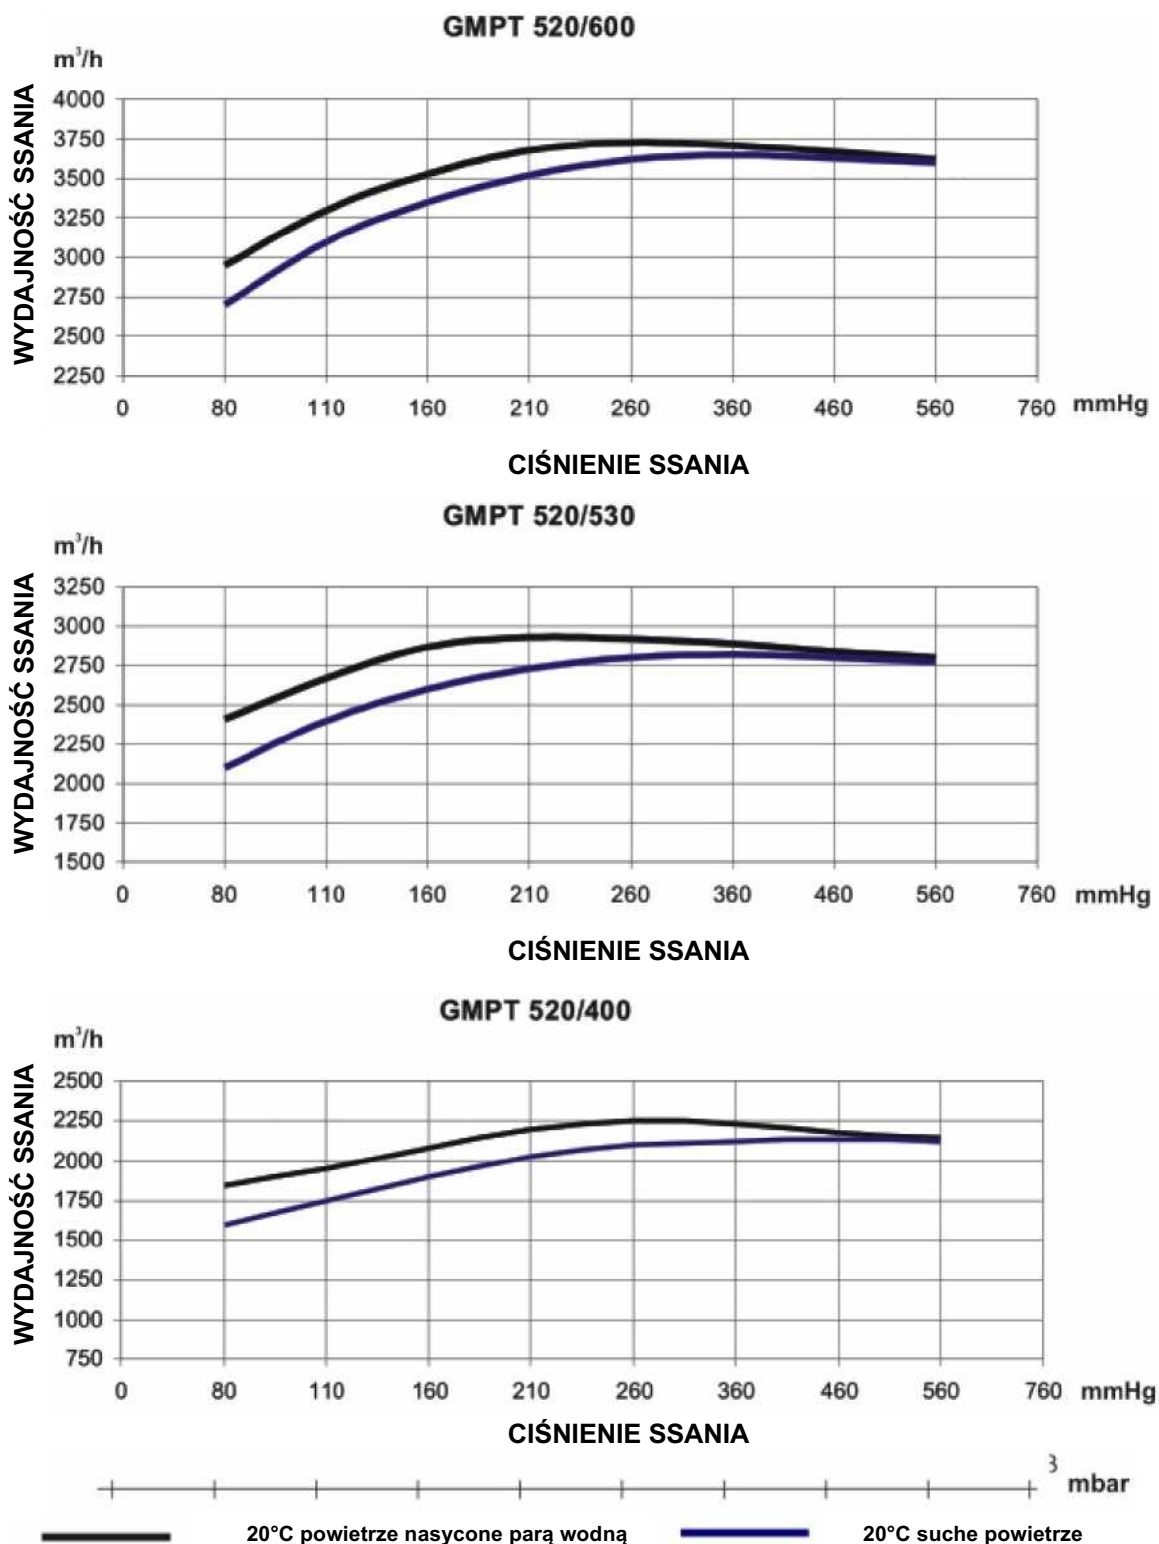 GMPT 520/600
m³/h
WYDAJNOŚĆ SSANIA
4000
3750
3500
3250
3000
2750
2500
2250
0 80 110 160 210 260 360 460 560 760 mmHg
CIŚNIENIE SSANIA
GMPT 520/530
m³/h
WYDAJNOŚĆ SSANIA
3250
3000
2750
2500
2250
2000
1750
1500
0 80 110 160 210 260 360 460 560 760 mmHg
CIŚNIENIE SSANIA
GMPT 520/400
m³/h
WYDAJNOŚĆ SSANIA
2500
2250
2000
1750
1500
1250
1000
750
0 80 110 160 210 260 360 460 560 760 mmHg
CIŚNIENIE SSANIA
mbar
20°C powietrze nasycone parą wodną 20°C suche powietrze